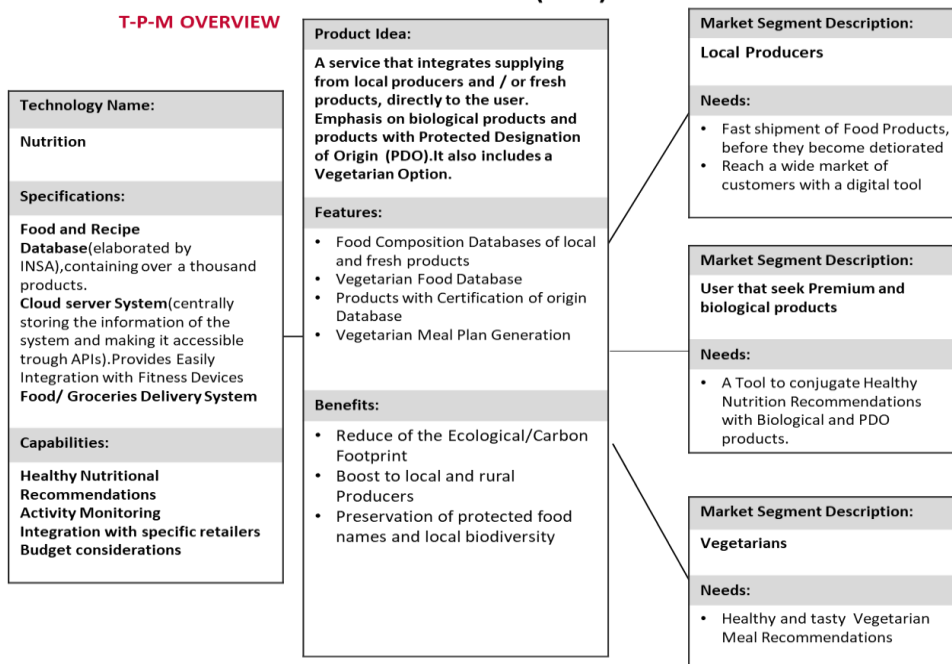 T-P-M OVERVIEW
Technology Name:
Nutrition
Specifications:
Food and Recipe
Database(elaborated by
INSA),containing over a thousand
products.
Cloud server System(centrally
storing the information of the
system and making it accessible
trough APIs).Provides Easily
Integration with Fitness Devices
Food/ Groceries Delivery System
Capabilities:
Healthy Nutritional
Recommendations
Activity Monitoring
Integration with specific retailers
Budget considerations
Product Idea:
A service that integrates supplying
from local producers and / or fresh
products, directly to the user.
Emphasis on biological products and
products with Protected Designation
of Origin (PDO).It also includes a
Vegetarian Option.
Features:
• Food Composition Databases of local
and fresh products
• Vegetarian Food Database
• Products with Certification of origin
Database
• Vegetarian Meal Plan Generation
Benefits:
• Reduce of the Ecological/Carbon
Footprint
• Boost to local and rural
Producers
• Preservation of protected food
names and local biodiversity
Market Segment Description:
Local Producers
Needs:
• Fast shipment of Food Products,
before they become detiorated
• Reach a wide market of
customers with a digital tool
Market Segment Description:
User that seek Premium and
biological products
Needs:
• A Tool to conjugate Healthy
Nutrition Recommendations
with Biological and PDO
products.
Market Segment Description:
Vegetarians
Needs:
• Healthy and tasty Vegetarian
Meal Recommendations